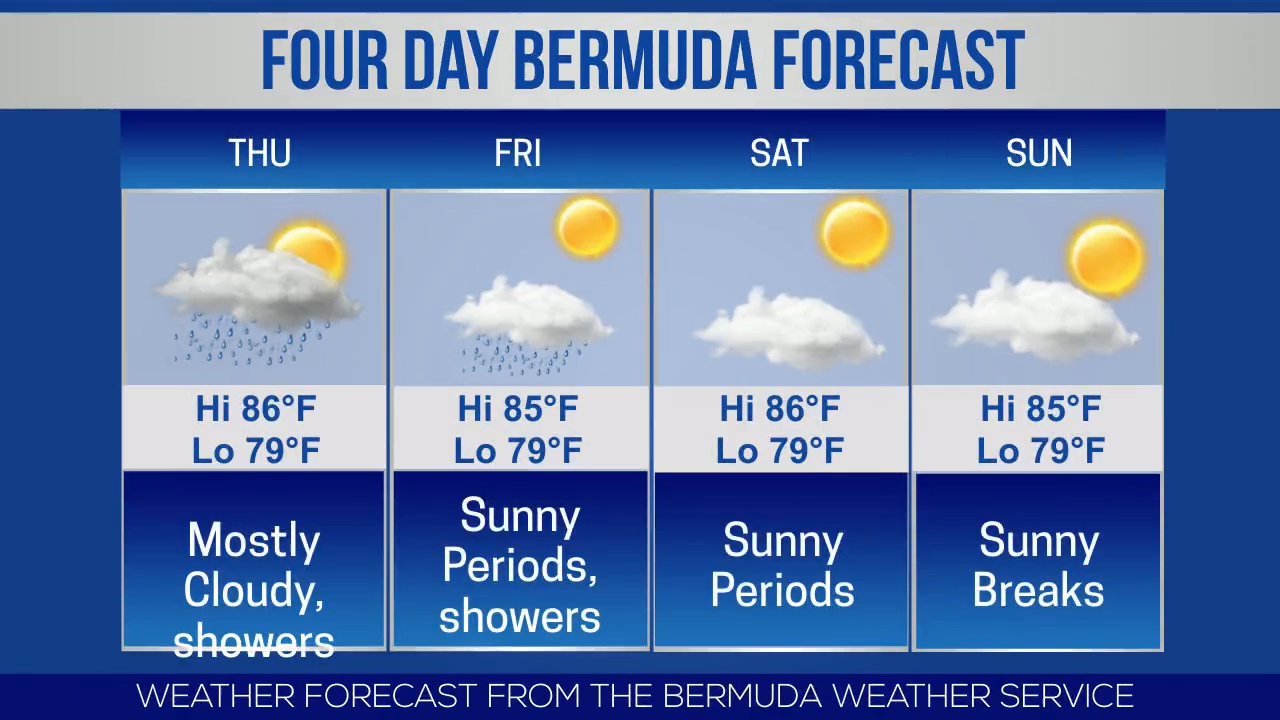 FOUR DAY BERMUDA FORECAST
THU
FRI
SAT
SUN
Hi 86°F
Lo 79°F
Hi 85°F
Lo 79°F
Hi 86°F
Lo 79°F
Hi 85°F
Lo 79°F
Mostly
Cloudy,
showers
Sunny
Periods,
showers
Sunny
Periods
Sunny
Breaks
WEATHER FORECAST FROM THE BERMUDA WEATHER SERVICE